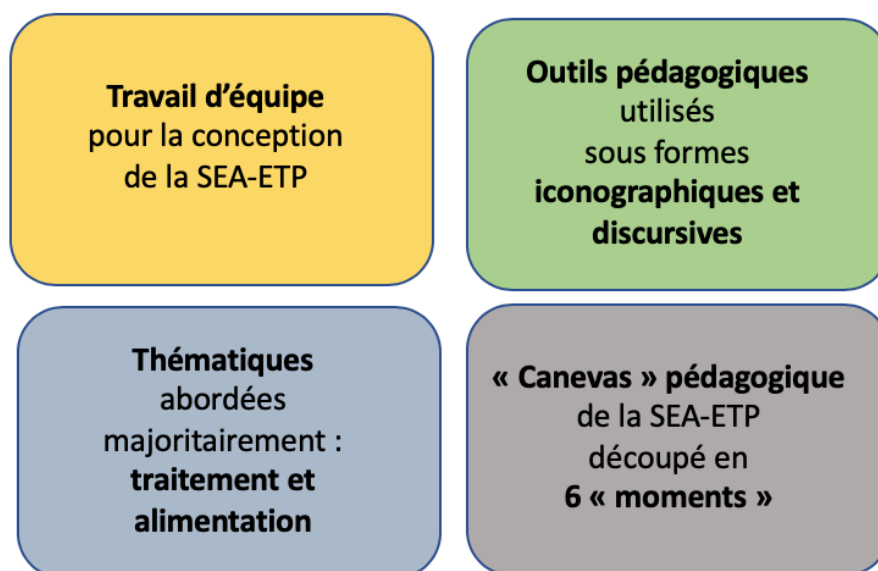 Travail d’équipe
pour la conception
de la SEA-ETP
Outils pédagogiques
utilisés
sous formes
iconographiques et
discursives
Thématiques
abordées
majoritairement :
traitement et
alimentation
« Canevas » pédagogique
de la SEA-ETP
découpé en
6 « moments »